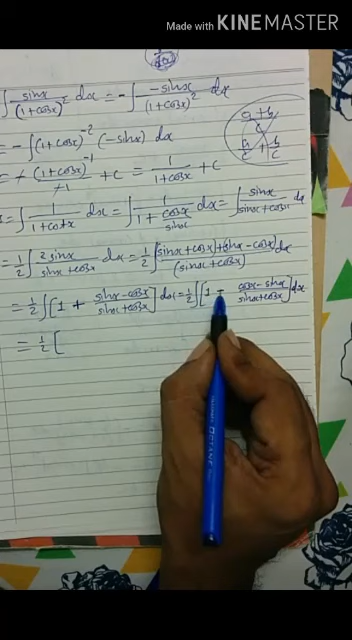 Made with KINEMASTER
∫ sinx/(1+cosx)² dx = -∫ -sinx/(1+cosx)² dx
= -∫(1+cosx)⁻² (-sinx) dx
a+b/c
= -(1+cosx)⁻¹/-1 + c = 1/1+cosx + c
a/c + b/c
I = ∫ 1/1+cotx dx = ∫ 1/1+cosx/sinx dx = ∫ sinx/sinx+cosx dx
= 1/2 ∫ 2sinx/sinx+cosx dx = 1/2 ∫ (sinx+cosx)+(sinx-cosx)/(sinx+cosx) dx
= 1/2 ∫[1 + sinx-cosx/sinx+cosx] dx = 1/2 ∫[1 - cosx-sinx/sinx+cosx] dx
= 1/2 [